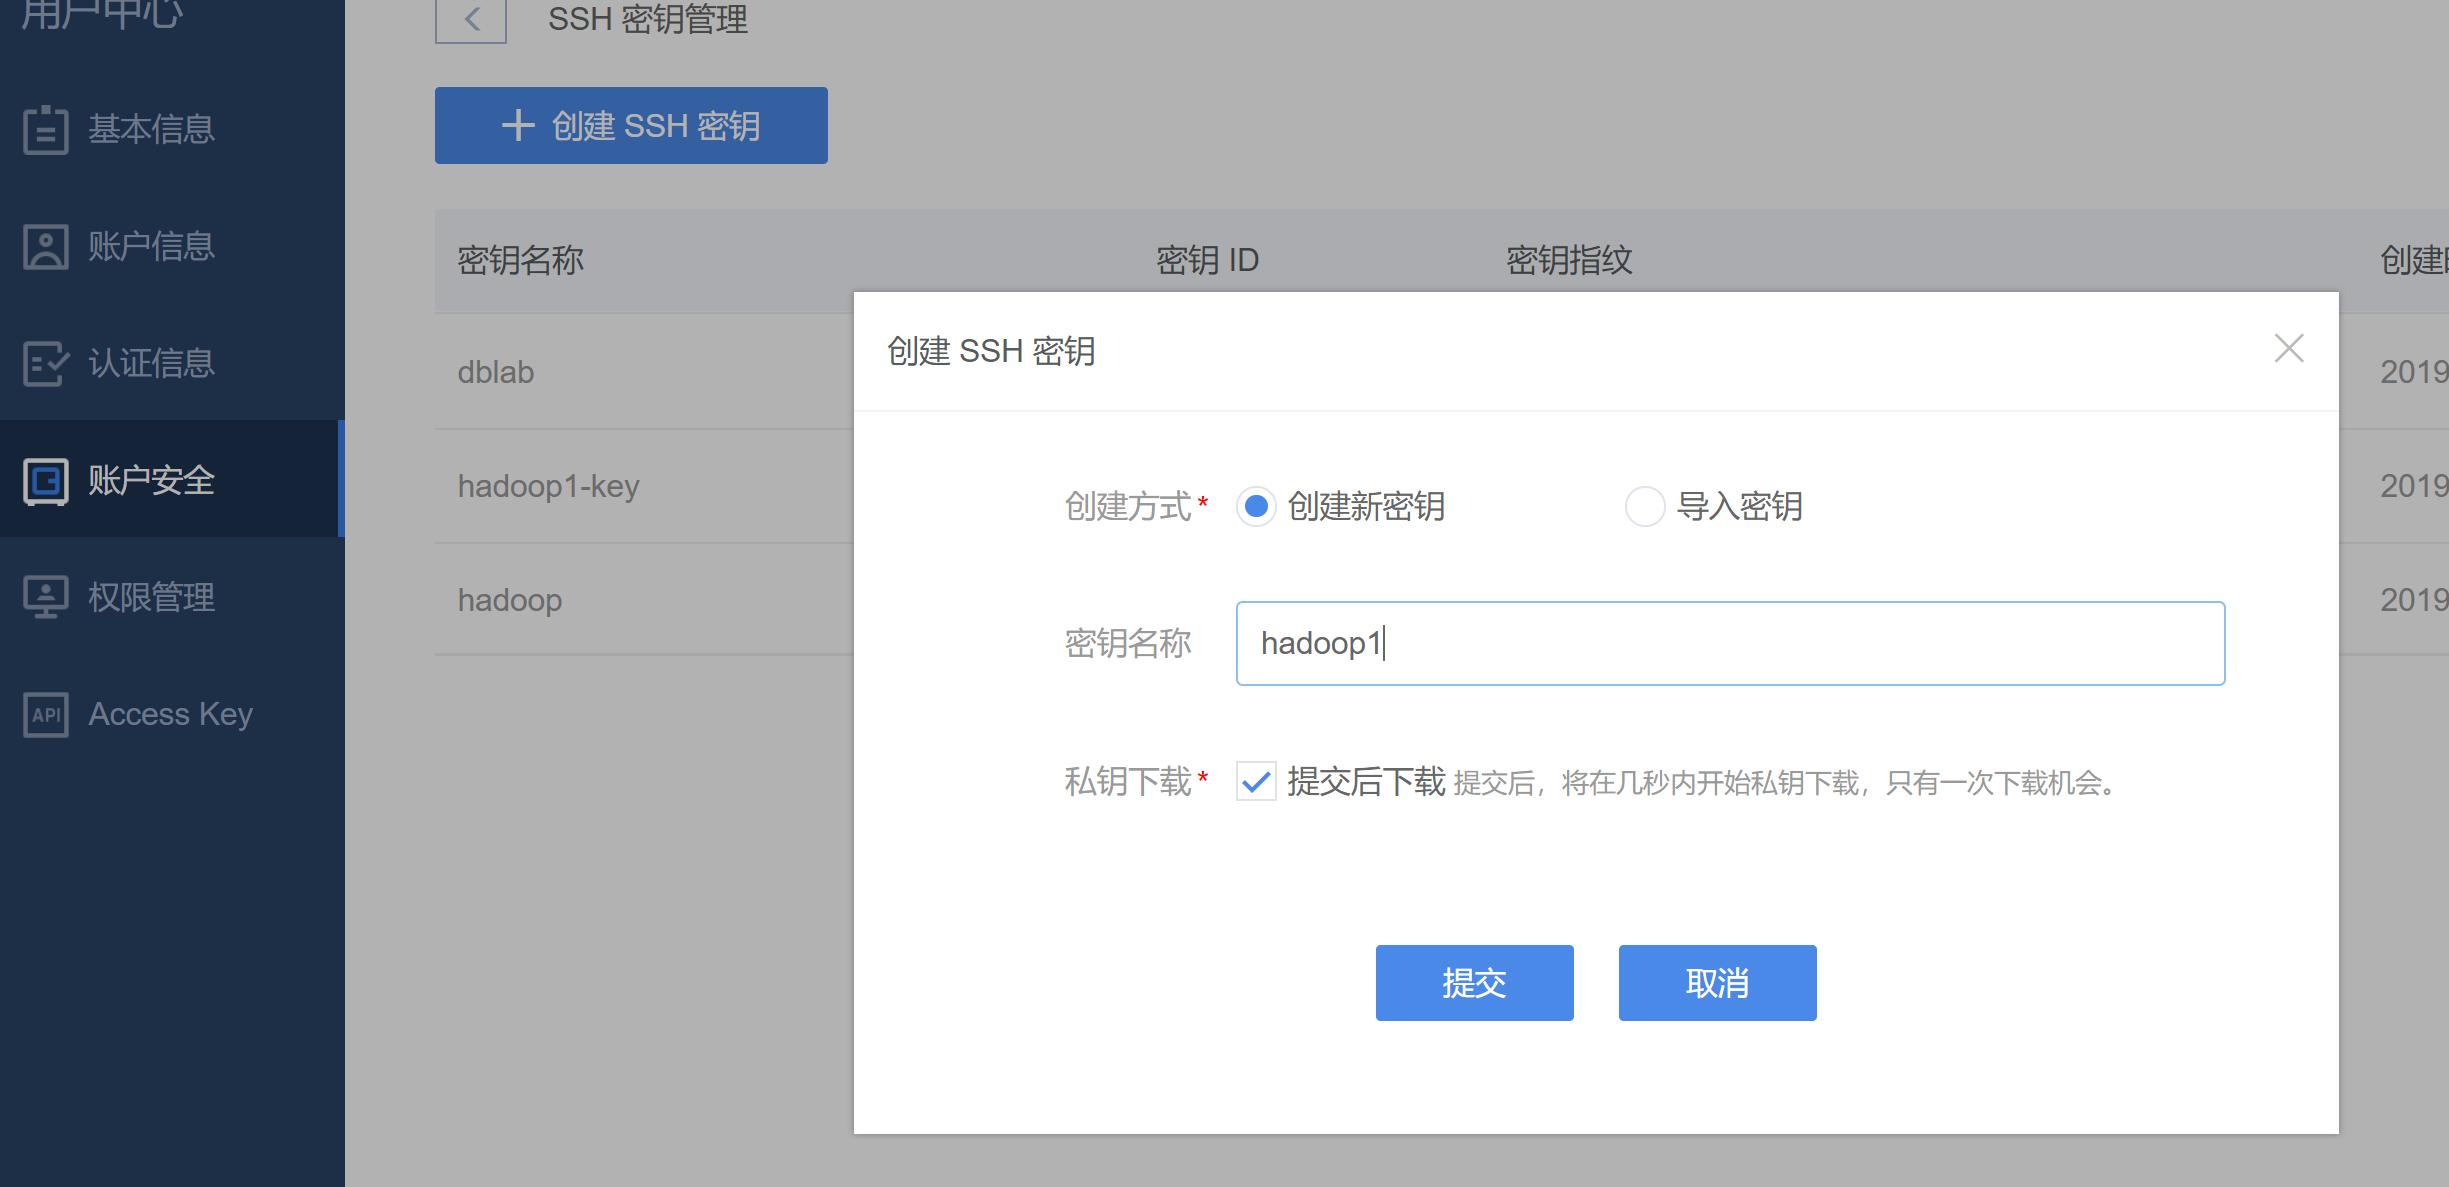 用户中心
基本信息
账户信息
认证信息
账户安全
权限管理
API Access Key
SSH 密钥管理
创建 SSH 密钥
密钥名称 密钥 ID 密钥指纹 创建
dblab 2019
hadoop1-key 2019
hadoop 2019
创建 SSH 密钥
创建方式* 创建新密钥 导入密钥
密钥名称 hadoop1
私钥下载* 提交后下载 提交后，将在几秒内开始私钥下载，只有一次下载机会。
提交 取消